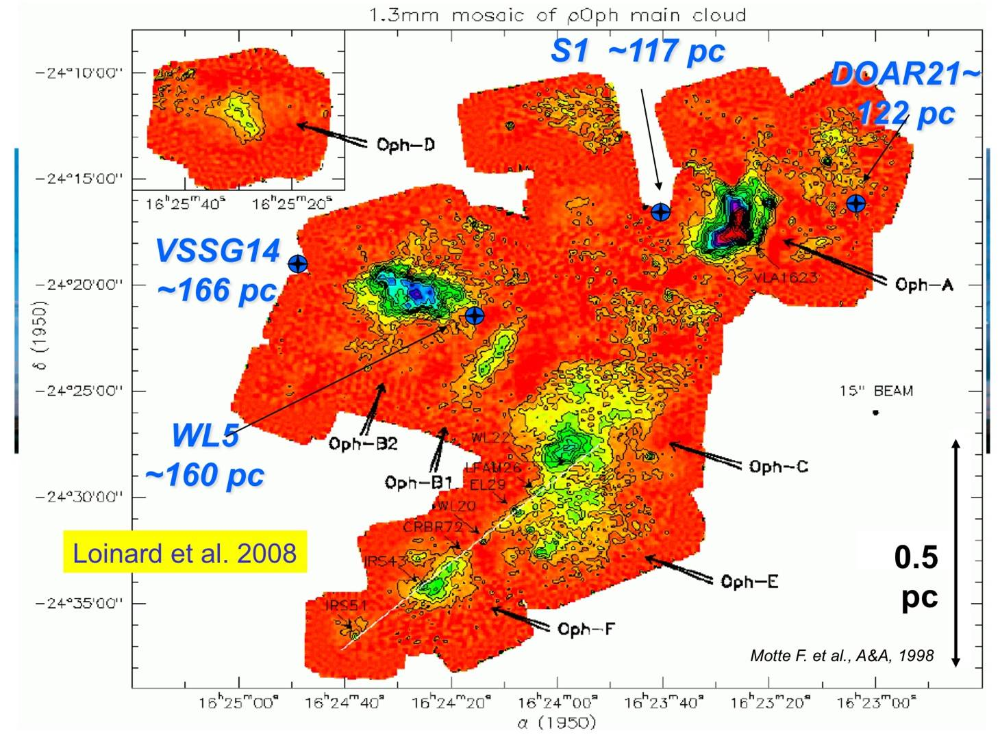 1.3mm mosaic of ρOph main cloud
S1 ~117 pc
DOAR21~
122 pc
-24°10'00"
Oph-D
-24°15'00"
16ʰ25ᵐ40ˢ
16ʰ25ᵐ20ˢ
VSSG14
~166 pc
-24°20'00"
VLA1623
Oph-A
δ (1950)
-24°25'00"
15" BEAM
WL5
~160 pc
Oph-B2
Oph-B1
WL22
LFAM26
EL29
WL20
CRBR72
Oph-C
-24°30'00"
Loinard et al. 2008
IRS43
Oph-E
0.5
pc
-24°35'00"
IRS51
Oph-F
Motte F. et al., A&A, 1998
16ʰ25ᵐ00ˢ
16ʰ24ᵐ40ˢ
16ʰ24ᵐ20ˢ
16ʰ24ᵐ00ˢ
16ʰ23ᵐ40ˢ
16ʰ23ᵐ20ˢ
16ʰ23ᵐ00ˢ
α (1950)